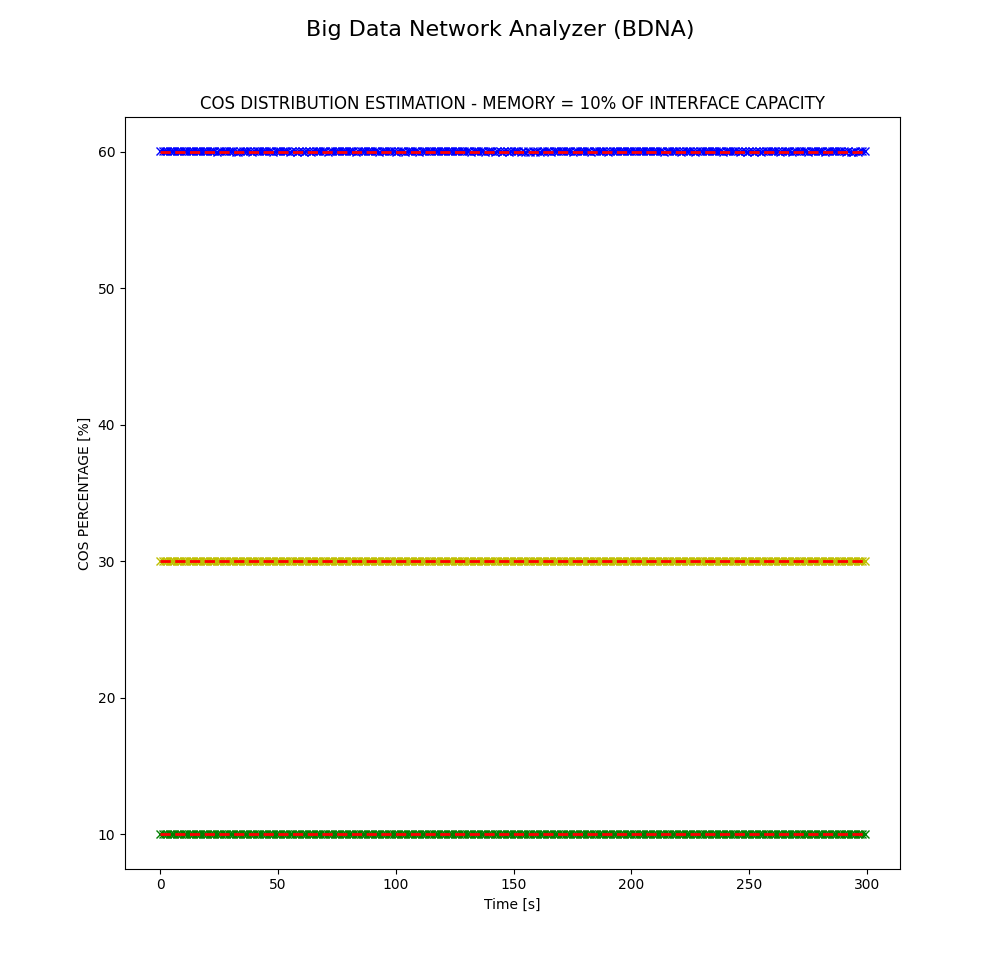 Big Data Network Analyzer (BDNA)
COS DISTRIBUTION ESTIMATION - MEMORY = 10% OF INTERFACE CAPACITY
60
50
40
30
20
10
COS PERCENTAGE [%]
0 50 100 150 200 250 300
Time [s]